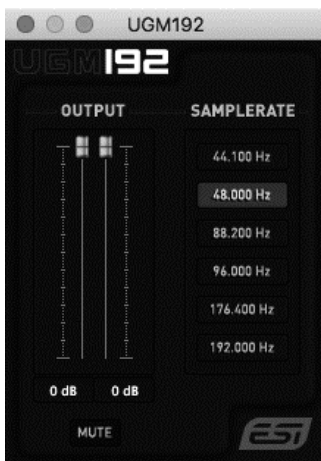 UGM192
UGM192
OUTPUT
SAMPLERATE
44.100 Hz
48.000 Hz
88.200 Hz
96.000 Hz
176.400 Hz
192.000 Hz
0 dB
0 dB
MUTE
ESI